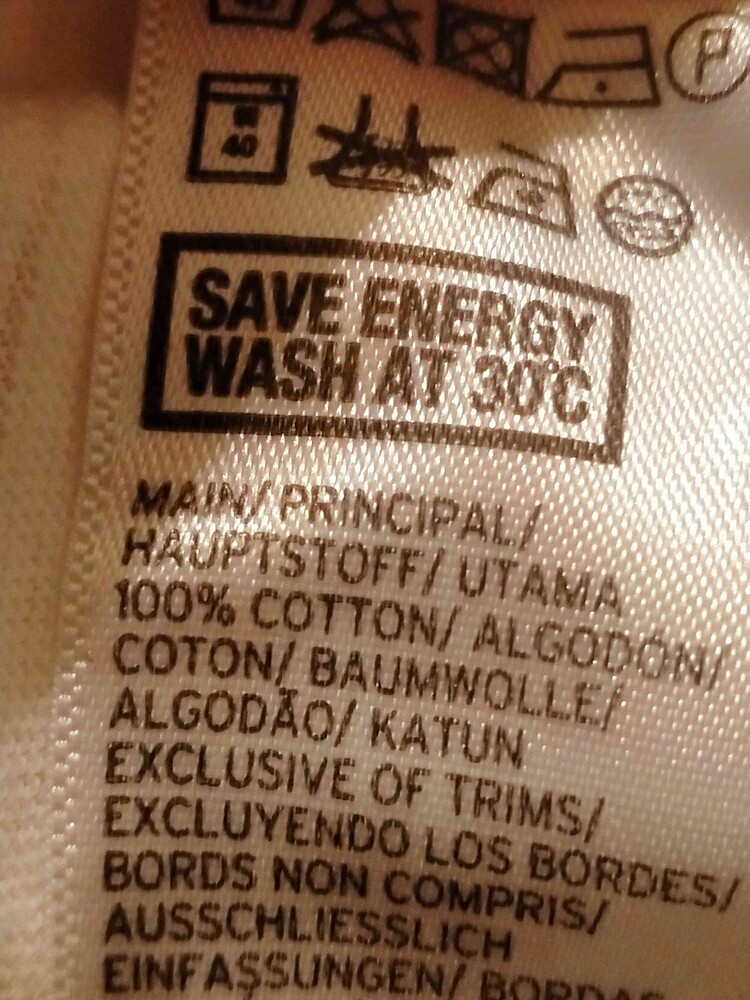 P
40
SAVE ENERGY
WASH AT 30°C
MAIN/ PRINCIPAL/
HAUPTSTOFF/ UTAMA
100% COTTON/ ALGODÓN/
COTON/ BAUMWOLLE/
ALGODÃO/ KATUN
EXCLUSIVE OF TRIMS/
EXCLUYENDO LOS BORDES/
BORDS NON COMPRIS/
AUSSCHLIESSLICH
EINFASSUNGEN/ BORDAS